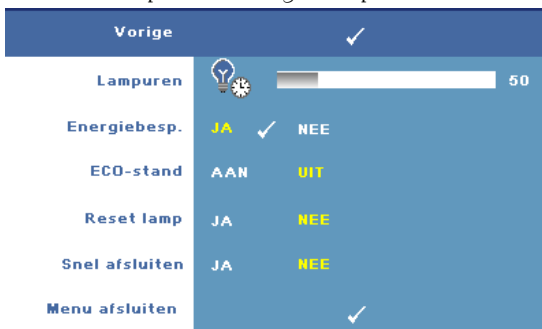 Vorige
Lampuren 50
Energiebesp. JA NEE
ECO-stand AAN UIT
Reset lamp JA NEE
Snel afsluiten JA NEE
Menu afsluiten